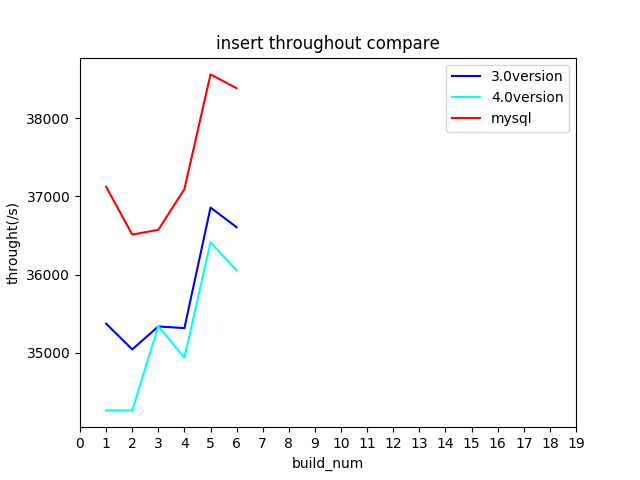 insert throughout compare
3.0version
4.0version
mysql
38000
37000
36000
35000
throught(/s)
0 1 2 3 4 5 6 7 8 9 10 11 12 13 14 15 16 17 18 19
build_num